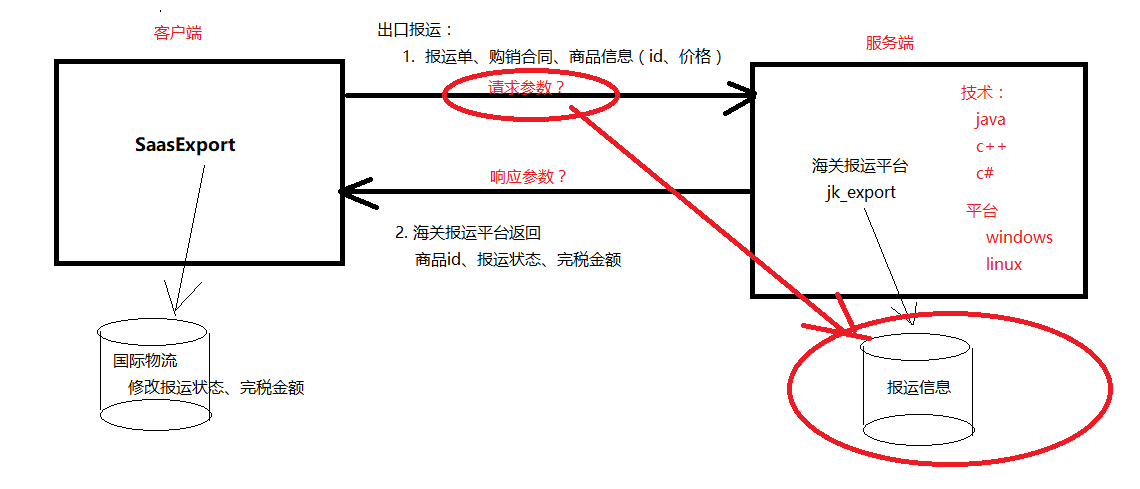 客户端
出口报运：
1. 报运单、购销合同、商品信息（id、价格）
服务端
请求参数？
SaasExport
技术：
java
c++
c#
海关报运平台
jk_export
响应参数？
平台
windows
linux
2. 海关报运平台返回
商品id、报运状态、完税金额
国际物流
修改报运状态、完税金额
报运信息